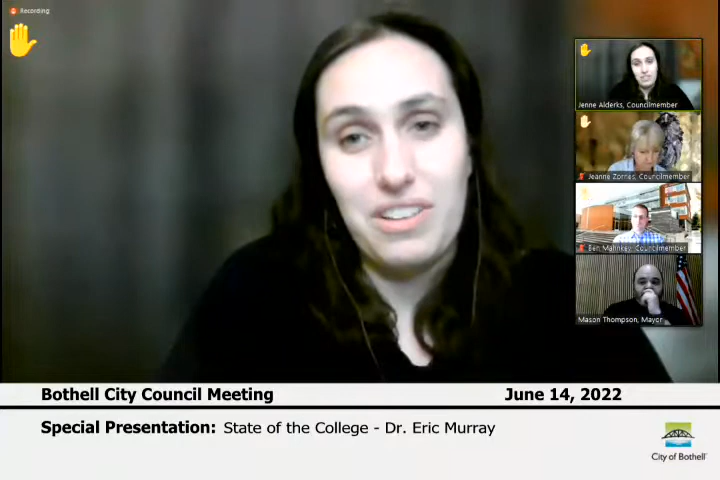 Recording
Jenne Alderks, Councilmember
Jeanne Zornes, Councilmember
Ben Mahnkey, Councilmember
Mason Thompson, Mayor
Bothell City Council Meeting
June 14, 2022
Special Presentation: State of the College - Dr. Eric Murray
City of Bothell